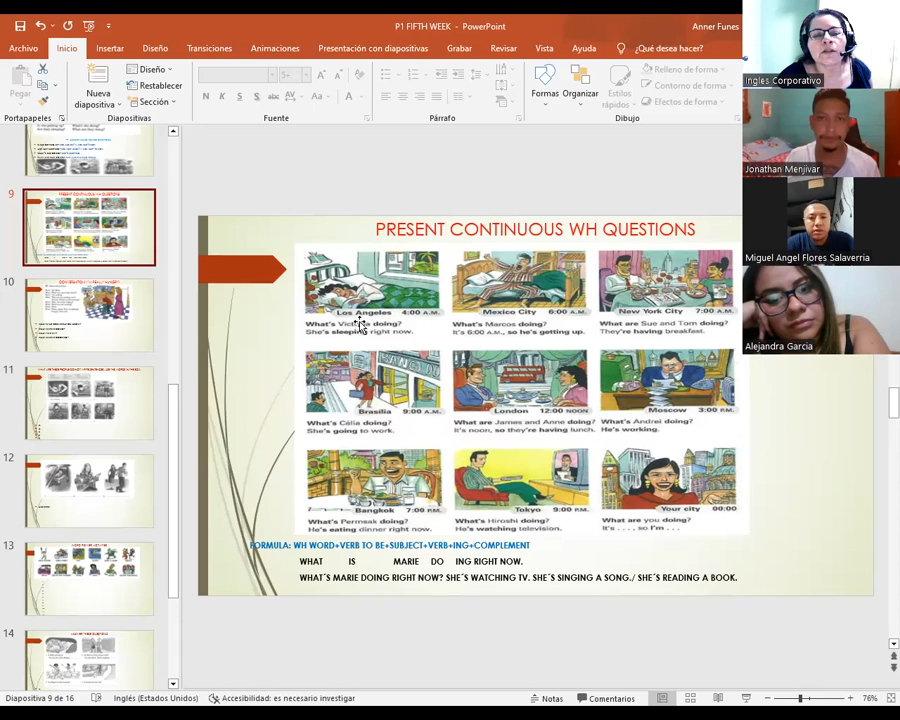 P1 FIFTH WEEK - PowerPoint
Anner Funes
Archivo Inicio Insertar Diseño Transiciones Animaciones Presentación con diapositivas Grabar Revisar Vista Ayuda ¿Qué desea hacer?
Pegar
Nueva diapositiva
Diseño
Restablecer
Sección
N K S S abc AV Aa A
Formas
Organizar
Estilos rápidos
Relleno de forma
Contorno de forma
Efectos de forma
Portapapeles Diapositivas Fuente Párrafo Dibujo
Ingles Corporativo
Jonathan Menjivar
Miguel Angel Flores Salaverria
Alejandra Garcia
9
10
11
12
13
14
PRESENT CONTINUOUS WH QUESTIONS
Los Angeles 4:00 A.M.
What's doing?
She's sleeping right now.
Mexico City 6:00 A.M.
What's Marcos doing?
It's 6:00 A.M., so he's getting up.
New York City 7:00 A.M.
What are Sue and Tom doing?
They're having breakfast.
Brasília 9:00 A.M.
What's Célia doing?
She's going to work.
London 12:00 NOON
What are James and Anne doing?
It's noon, so they're having lunch.
Moscow 3:00 P.M.
What's Andrei doing?
He's working.
Bangkok 7:00 P.M.
What's Permsak doing?
He's eating dinner right now.
Tokyo 9:00 P.M.
What's Hiroshi doing?
He's watching television.
Your city 00:00
What are you doing?
It's . . . . so I'm . . .
FORMULA: WH WORD+VERB TO BE+SUBJECT+VERB+ING+COMPLEMENT
WHAT IS MARIE DO ING RIGHT NOW.
WHAT´S MARIE DOING RIGHT NOW? SHE´S WATCHING TV. SHE´S SINGING A SONG./ SHE´S READING A BOOK.
Diapositiva 9 de 16 Inglés (Estados Unidos) Accesibilidad: es necesario investigar Notas Comentarios 76%